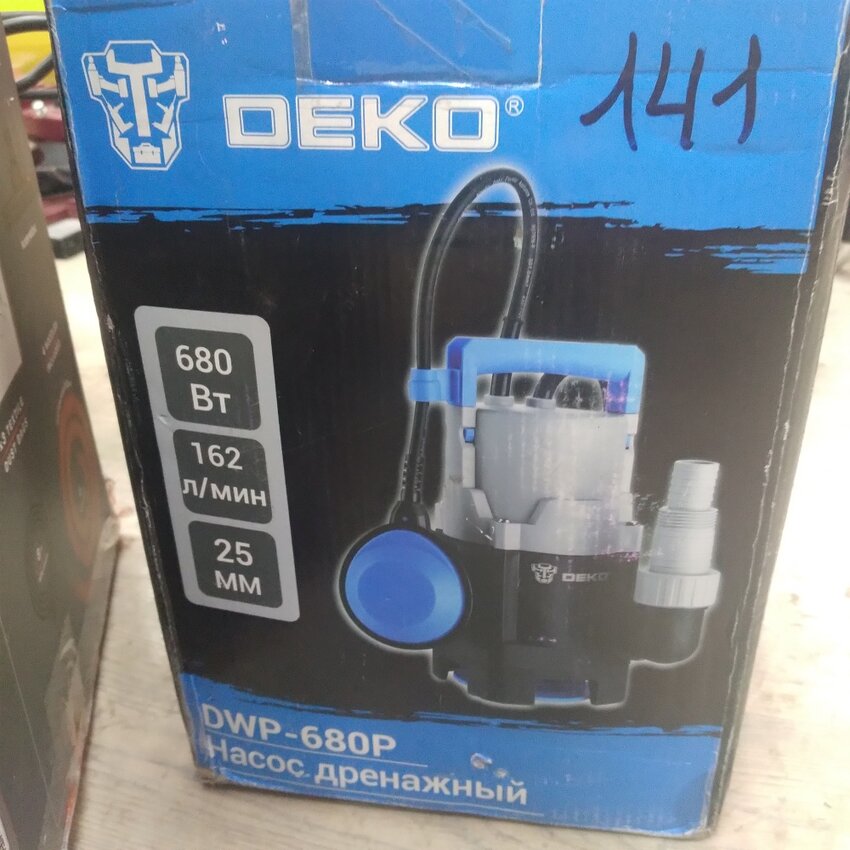 DEKO®
141
680
Вт
162
л/мин
25
мм
DEKO
DWP-680P
Насос дренажный